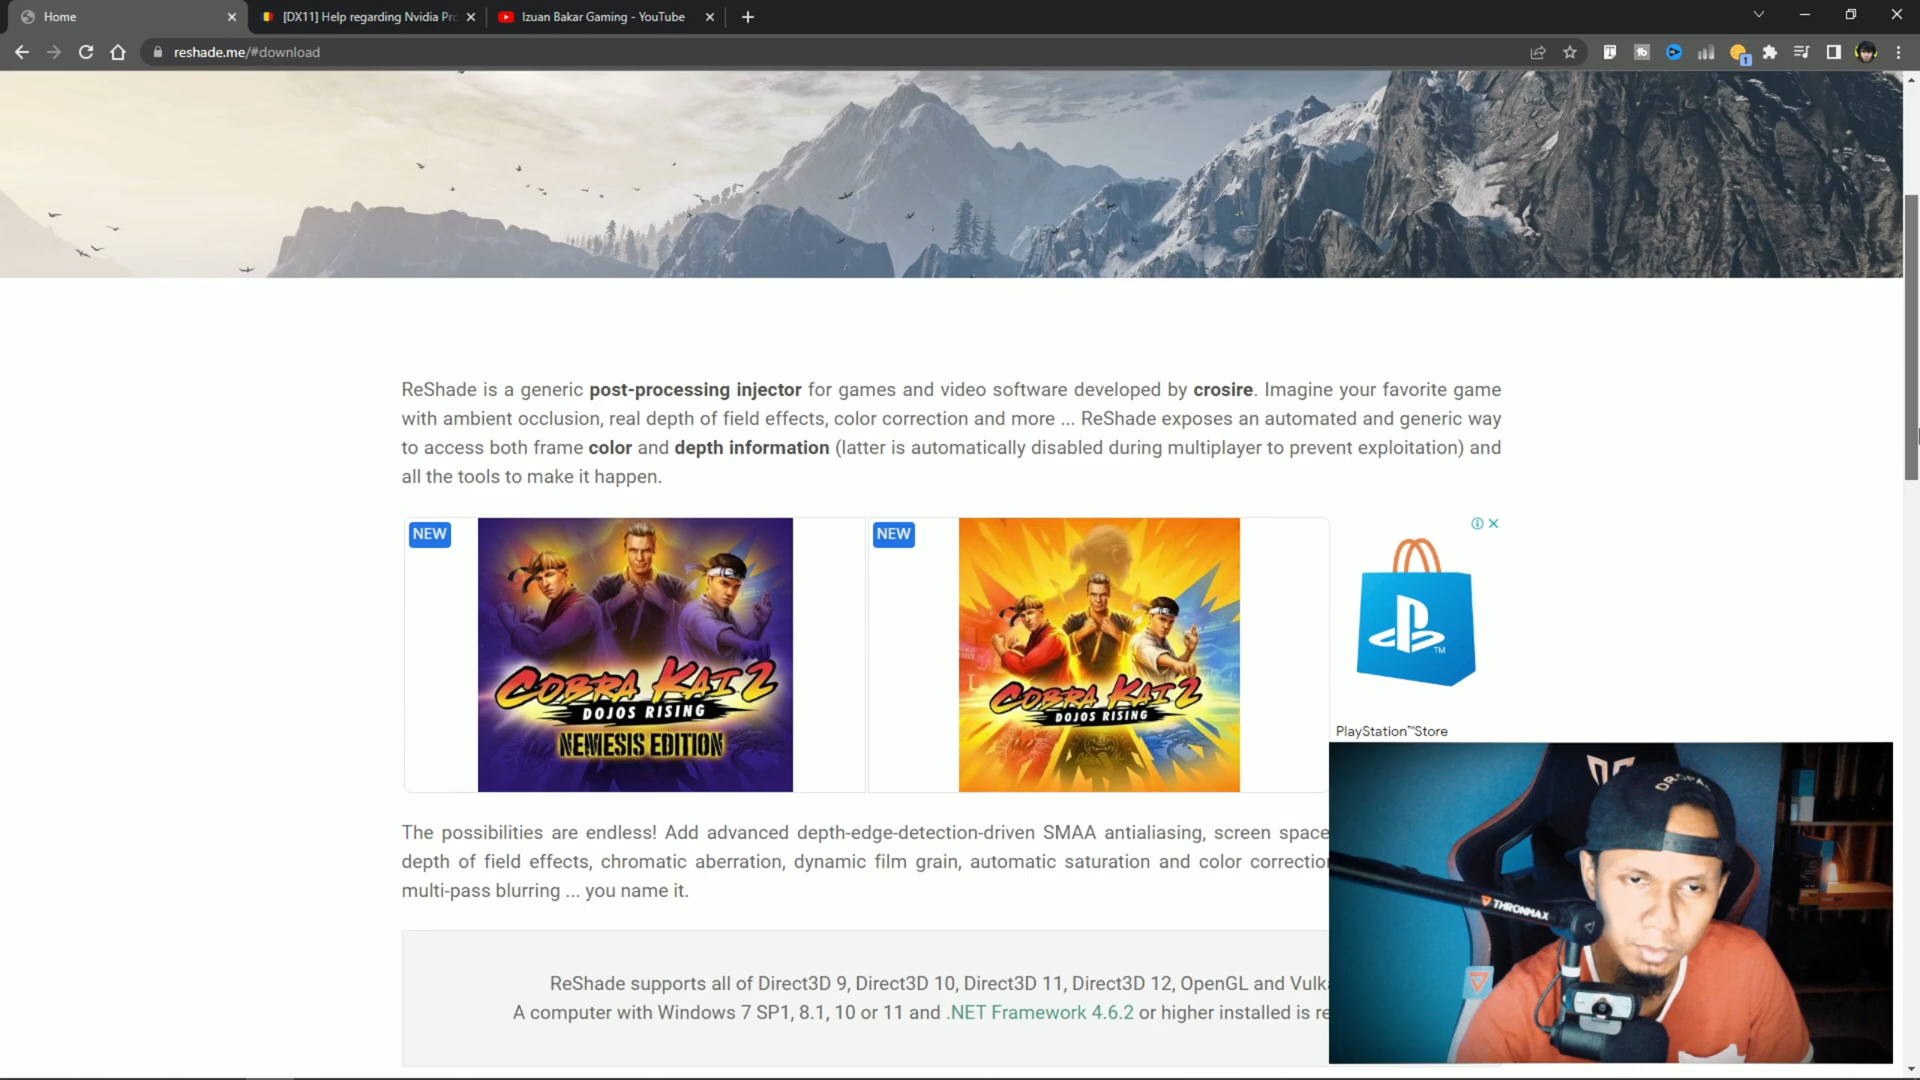 Home
[DX11] Help regarding Nvidia Pro
Izuan Bakar Gaming - YouTube
reshade.me/#download
1
ReShade is a generic post-processing injector for games and video software developed by crosire. Imagine your favorite game
with ambient occlusion, real depth of field effects, color correction and more ... ReShade exposes an automated and generic way
to access both frame color and depth information (latter is automatically disabled during multiplayer to prevent exploitation) and
all the tools to make it happen.
NEW
COBRA KAI 2
DOJOS RISING
NEMESIS EDITION
NEW
COBRA KAI 2
DOJOS RISING
TM
PlayStation™Store
The possibilities are endless! Add advanced depth-edge-detection-driven SMAA antialiasing, screen space
depth of field effects, chromatic aberration, dynamic film grain, automatic saturation and color correction
multi-pass blurring ... you name it.
ReShade supports all of Direct3D 9, Direct3D 10, Direct3D 11, Direct3D 12, OpenGL and Vulk
A computer with Windows 7 SP1, 8.1, 10 or 11 and .NET Framework 4.6.2 or higher installed is re
THRONMAX